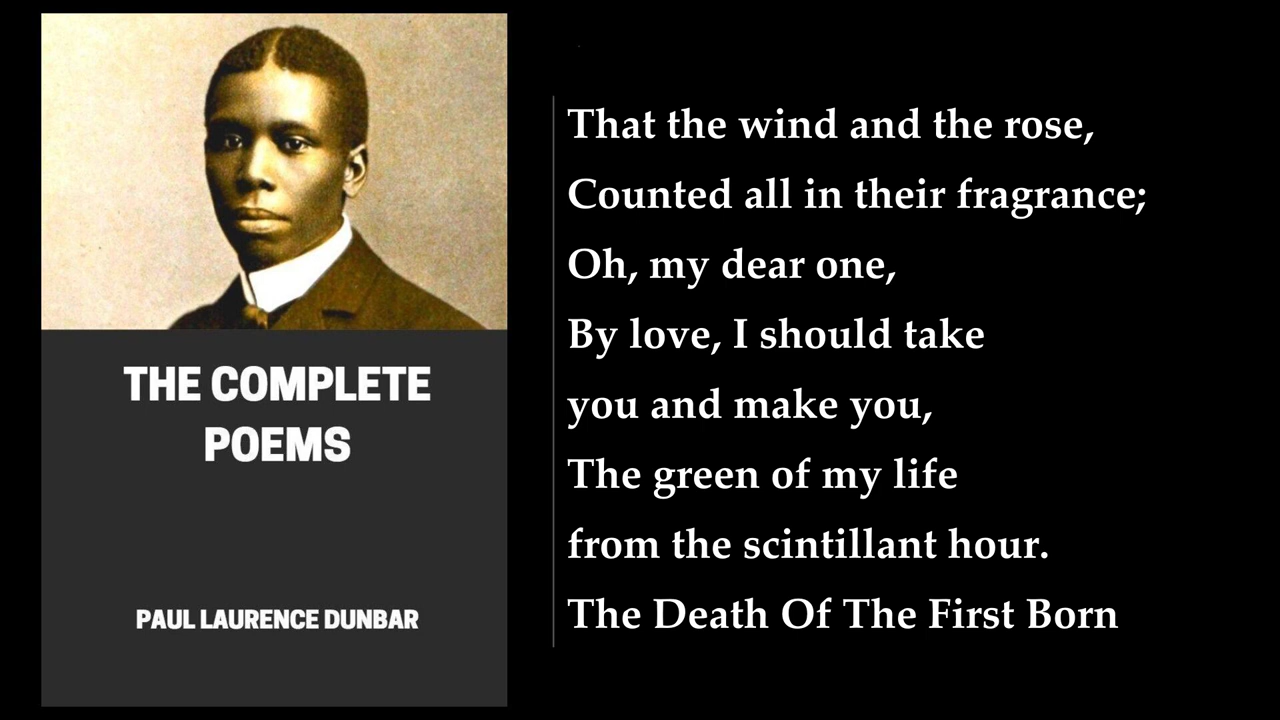 THE COMPLETE
POEMS
PAUL LAURENCE DUNBAR
That the wind and the rose,
Counted all in their fragrance;
Oh, my dear one,
By love, I should take
you and make you,
The green of my life
from the scintillant hour.
The Death Of The First Born